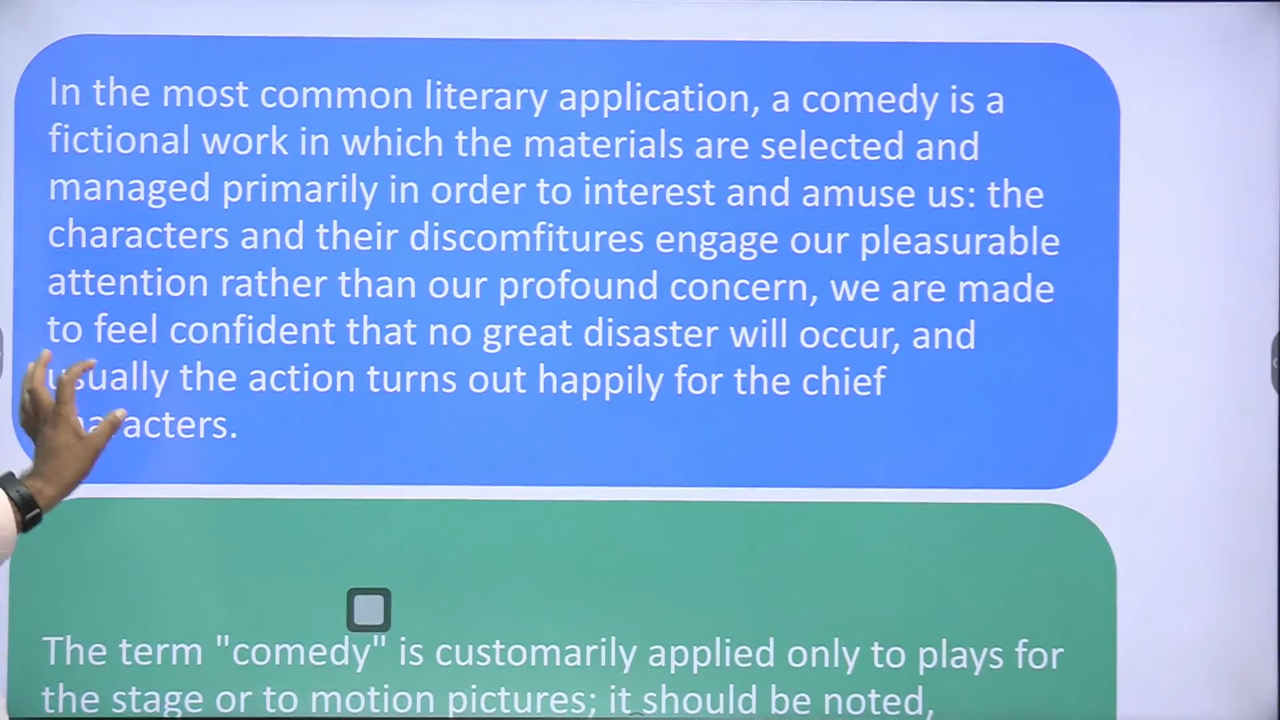 In the most common literary application, a comedy is a
fictional work in which the materials are selected and
managed primarily in order to interest and amuse us: the
characters and their discomfitures engage our pleasurable
attention rather than our profound concern, we are made
to feel confident that no great disaster will occur, and
usually the action turns out happily for the chief
characters.
The term "comedy" is customarily applied only to plays for
the stage or to motion pictures; it should be noted,